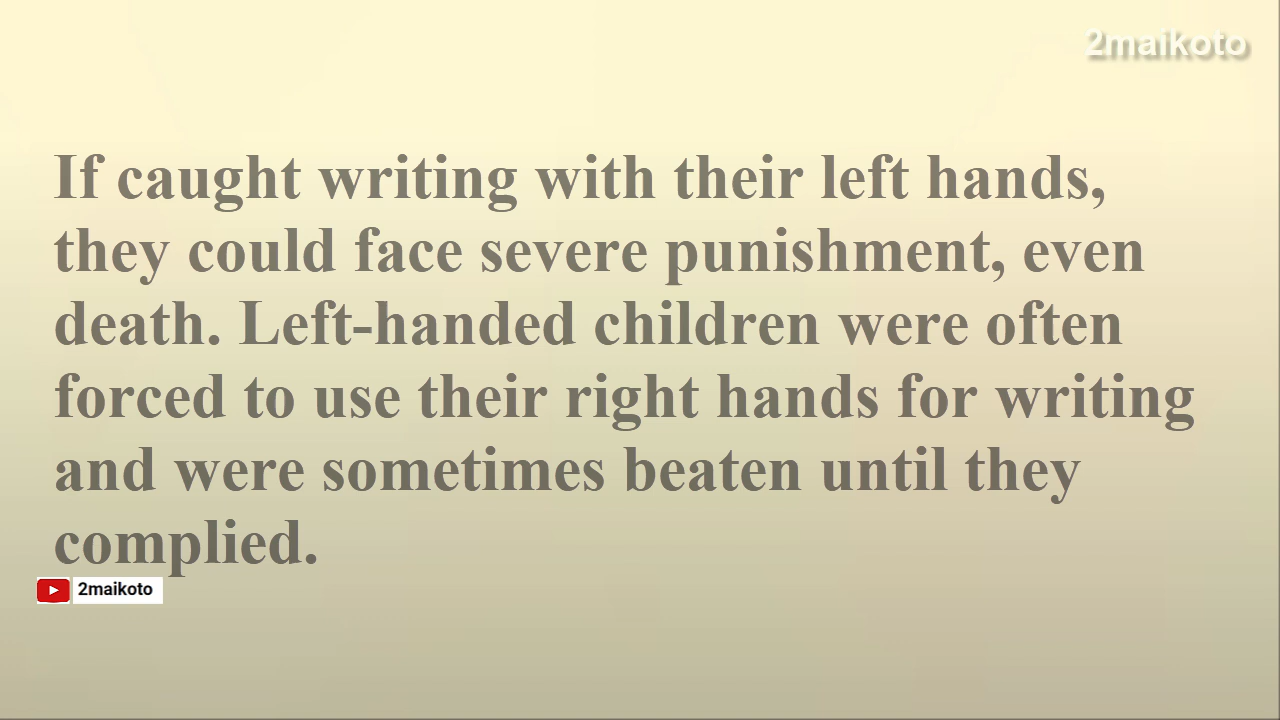 2maikoto
If caught writing with their left hands,
they could face severe punishment, even
death. Left-handed children were often
forced to use their right hands for writing
and were sometimes beaten until they
complied.
2maikoto